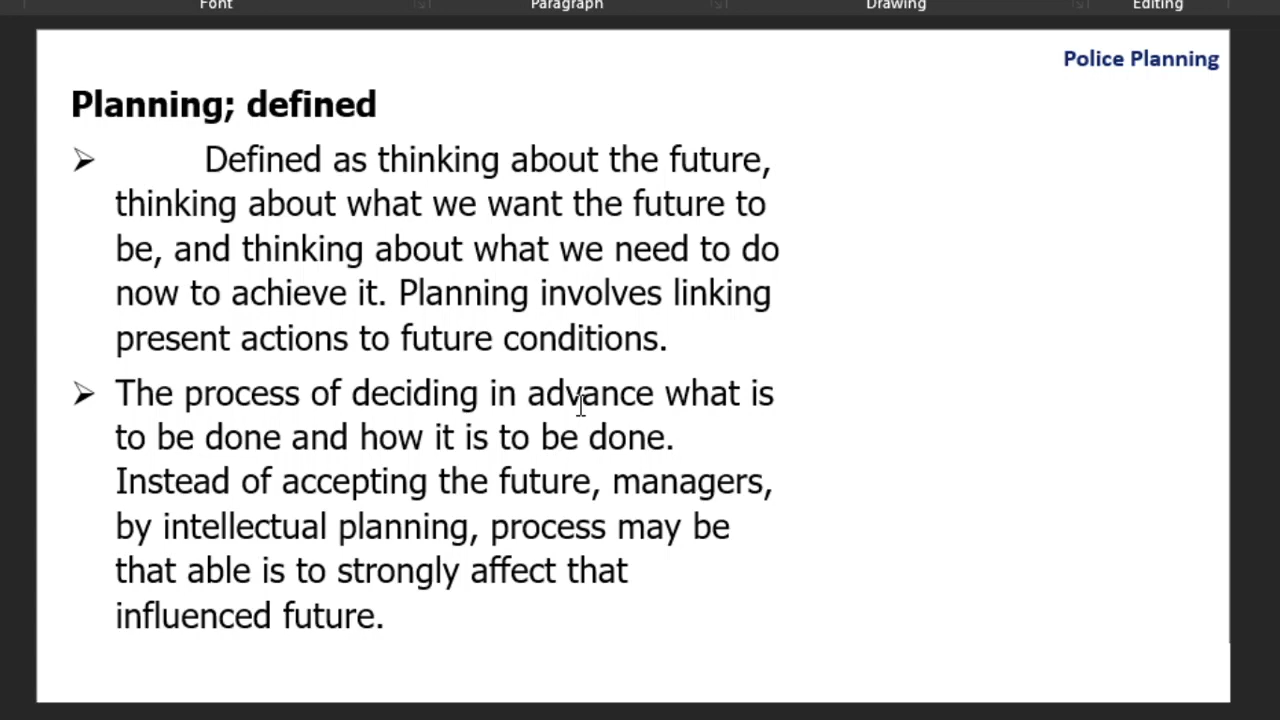 Font Paragraph Drawing Editing
Police Planning
Planning; defined
➢ Defined as thinking about the future,
thinking about what we want the future to
be, and thinking about what we need to do
now to achieve it. Planning involves linking
present actions to future conditions.
➢ The process of deciding in advance what is
to be done and how it is to be done.
Instead of accepting the future, managers,
by intellectual planning, process may be
that able is to strongly affect that
influenced future.